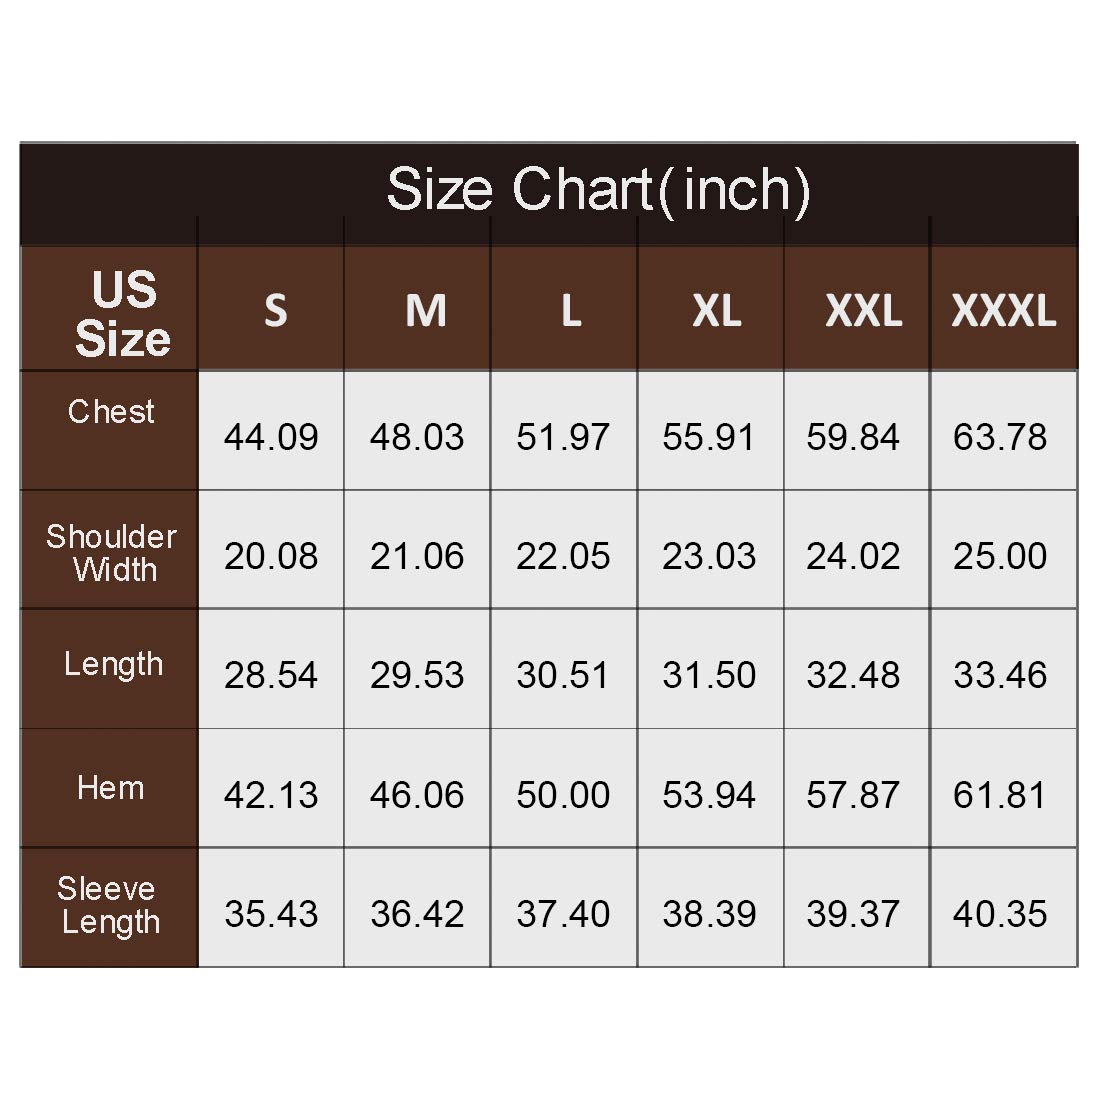 Size Chart(inch)
US Size S M L XL XXL XXXL
Chest 44.09 48.03 51.97 55.91 59.84 63.78
Shoulder Width 20.08 21.06 22.05 23.03 24.02 25.00
Length 28.54 29.53 30.51 31.50 32.48 33.46
Hem 42.13 46.06 50.00 53.94 57.87 61.81
Sleeve Length 35.43 36.42 37.40 38.39 39.37 40.35